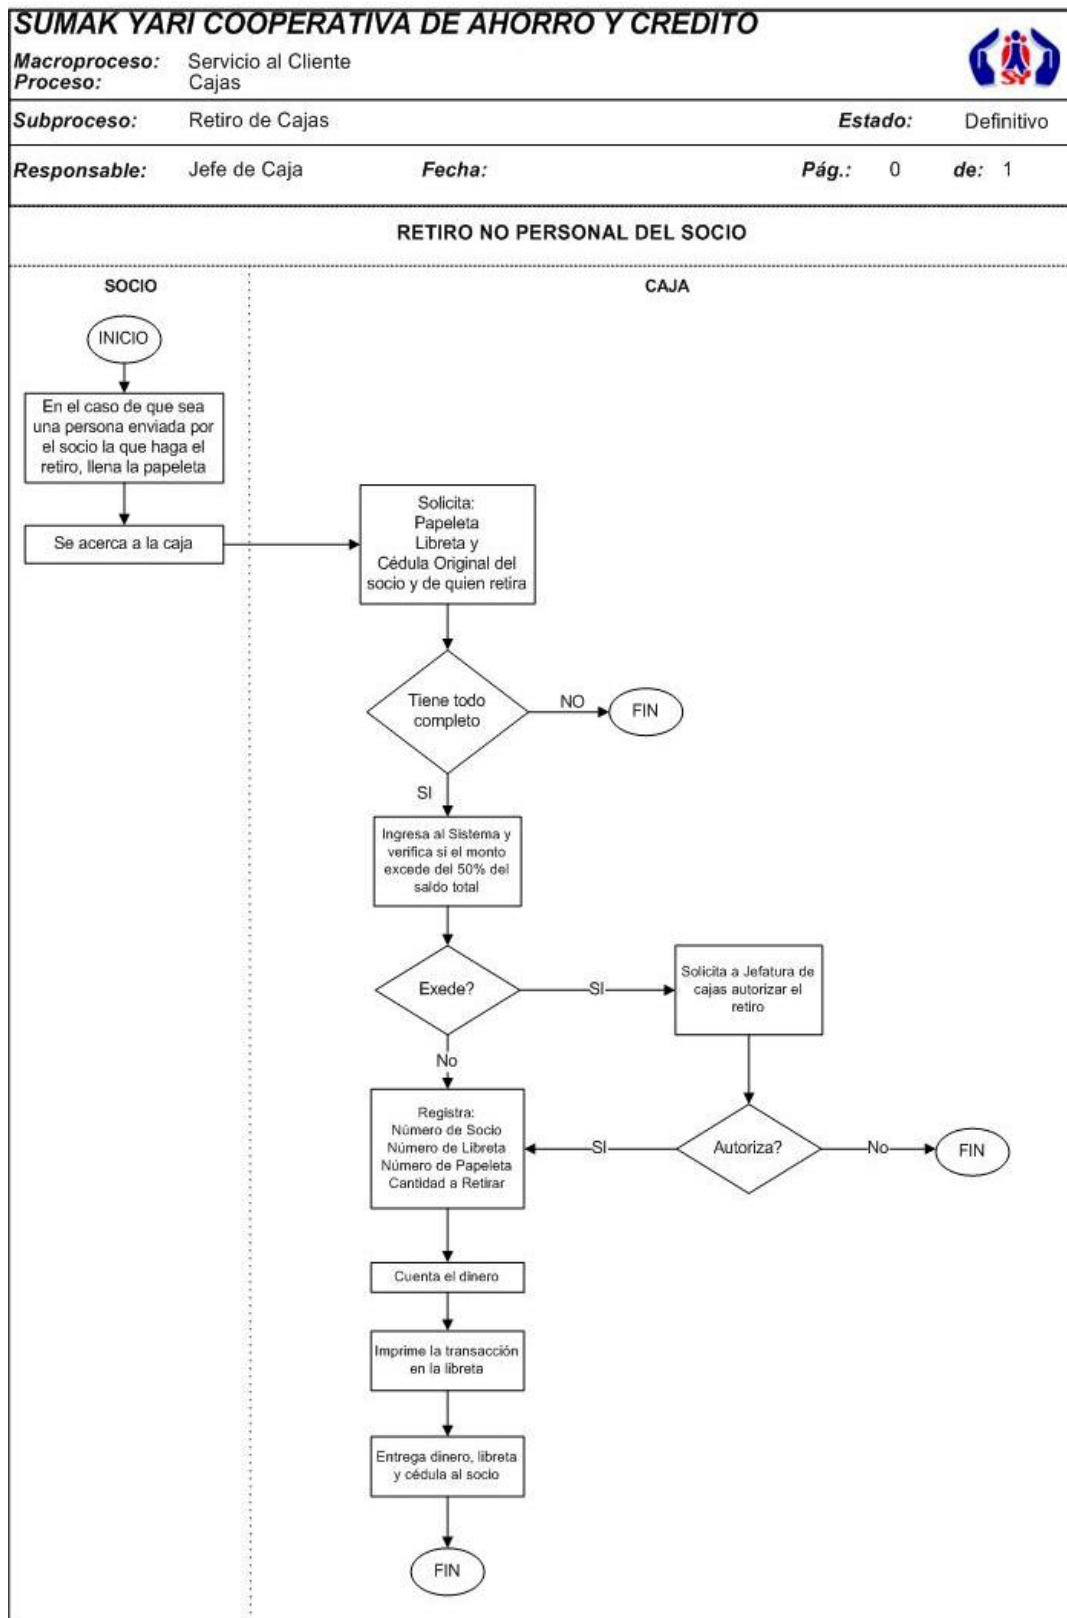 SUMAK YARI COOPERATIVA DE AHORRO Y CREDITO
Macroproceso: Servicio al Cliente
Proceso: Cajas
SY
Subproceso: Retiro de Cajas Estado: Definitivo
Responsable: Jefe de Caja Fecha: Pág.: 0 de: 1
RETIRO NO PERSONAL DEL SOCIO
SOCIO CAJA
INICIO
En el caso de que sea
una persona enviada por
el socio la que haga el
retiro, llena la papeleta
Se acerca a la caja
Solicita:
Papeleta
Libreta y
Cédula Original del
socio y de quien retira
Tiene todo
completo
NO
FIN
SI
Ingresa al Sistema y
verifica si el monto
excede del 50% del
saldo total
Exede?
SI
Solicita a Jefatura de
cajas autorizar el
retiro
No
Registra:
Número de Socio
Número de Libreta
Número de Papeleta
Cantidad a Retirar
SI
Autoriza?
No
FIN
Cuenta el dinero
Imprime la transacción
en la libreta
Entrega dinero, libreta
y cédula al socio
FIN